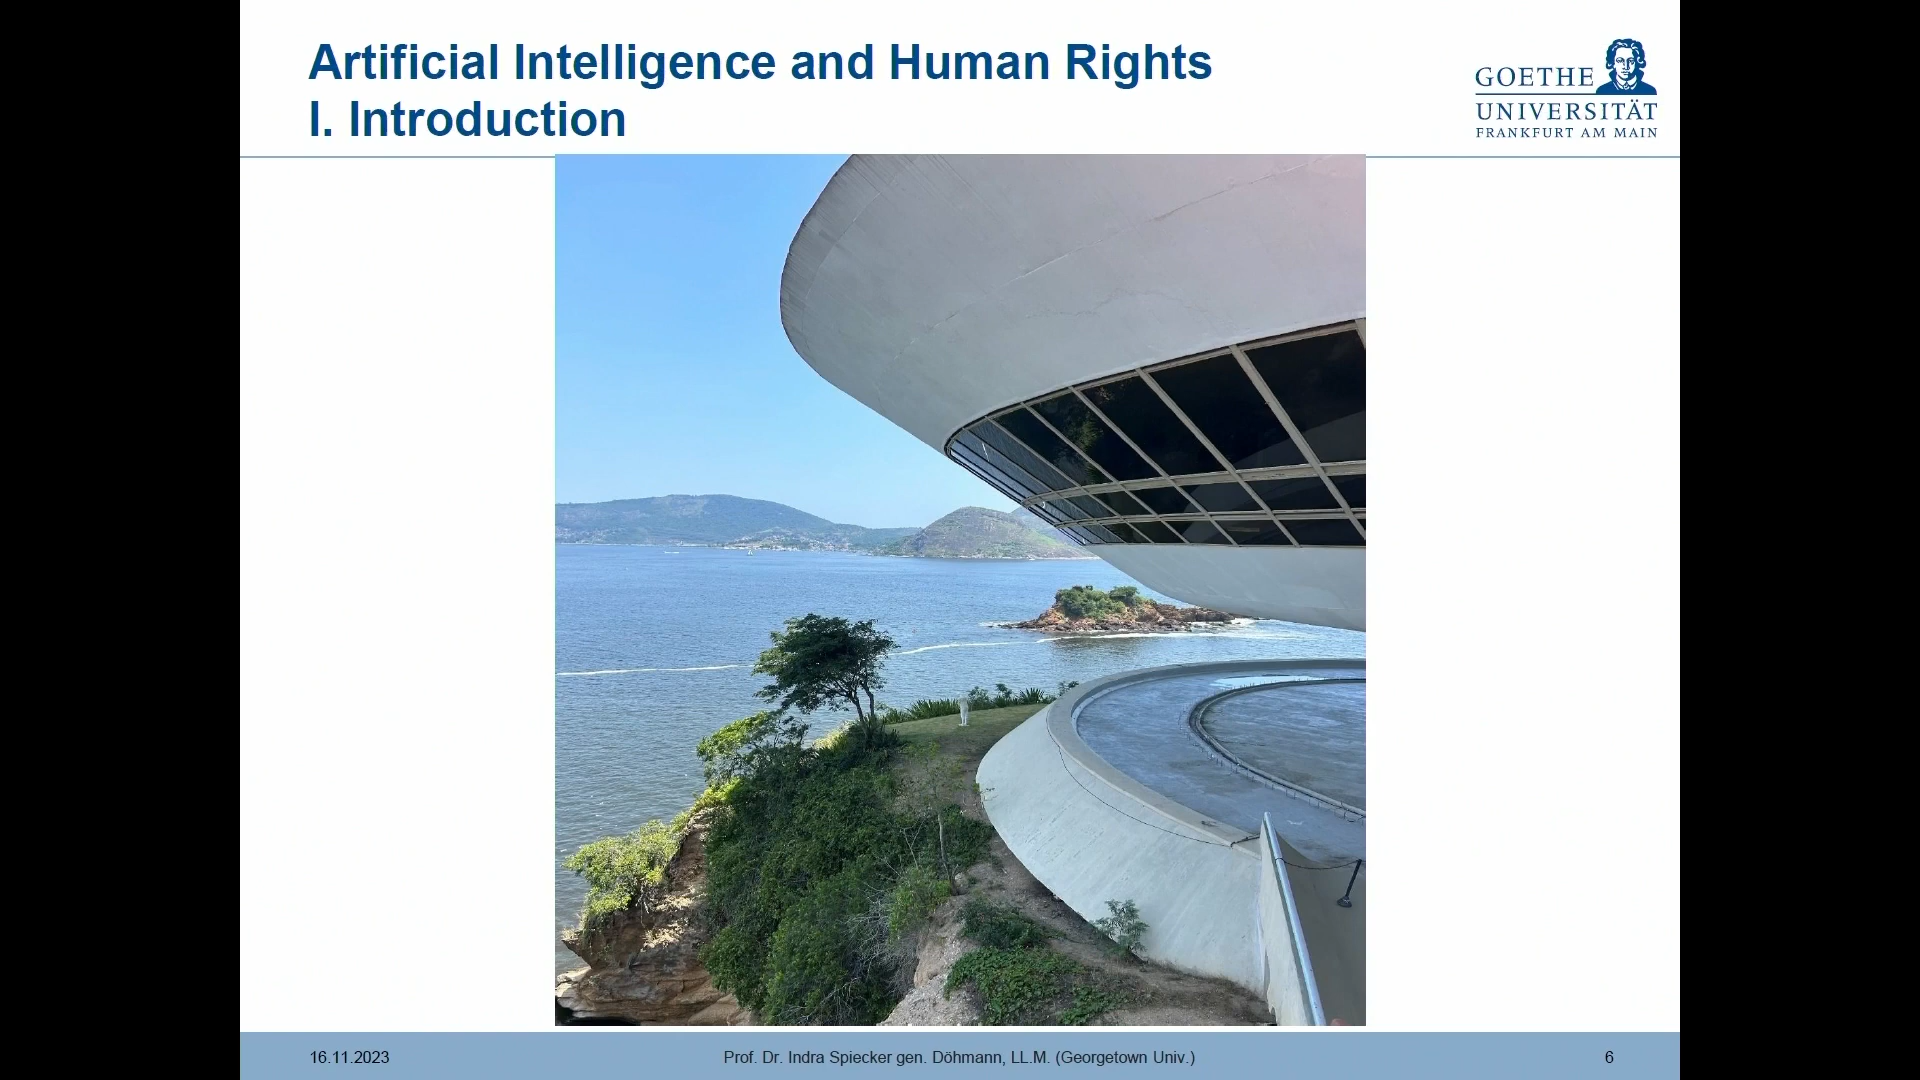 Artificial Intelligence and Human Rights
I. Introduction
GOETHE
UNIVERSITÄT
FRANKFURT AM MAIN
16.11.2023
Prof. Dr. Indra Spiecker gen. Döhmann, LL.M. (Georgetown Univ.)
6